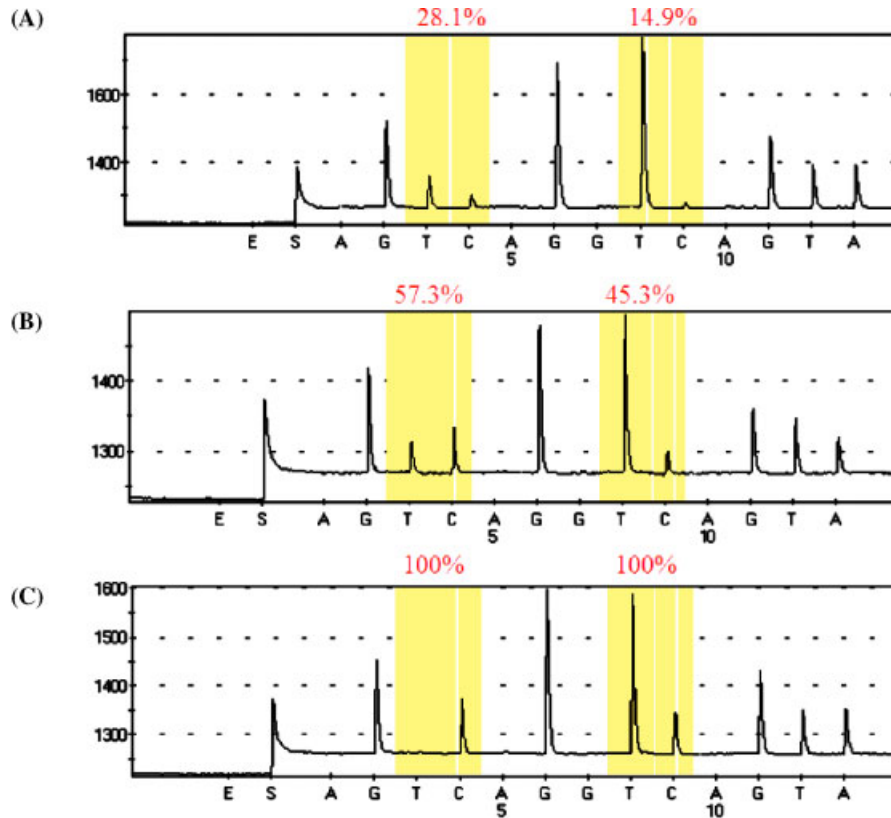 (A)
28.1% 14.9%
1600
1400
E S A G T C A G G T C A G T A
5 10
(B)
57.3% 45.3%
1400
1300
E S A G T C A G G T C A G T A
5 10
(C)
100% 100%
1600
1500
1400
1300
E S A G T C A G G T C A G T A
5 10